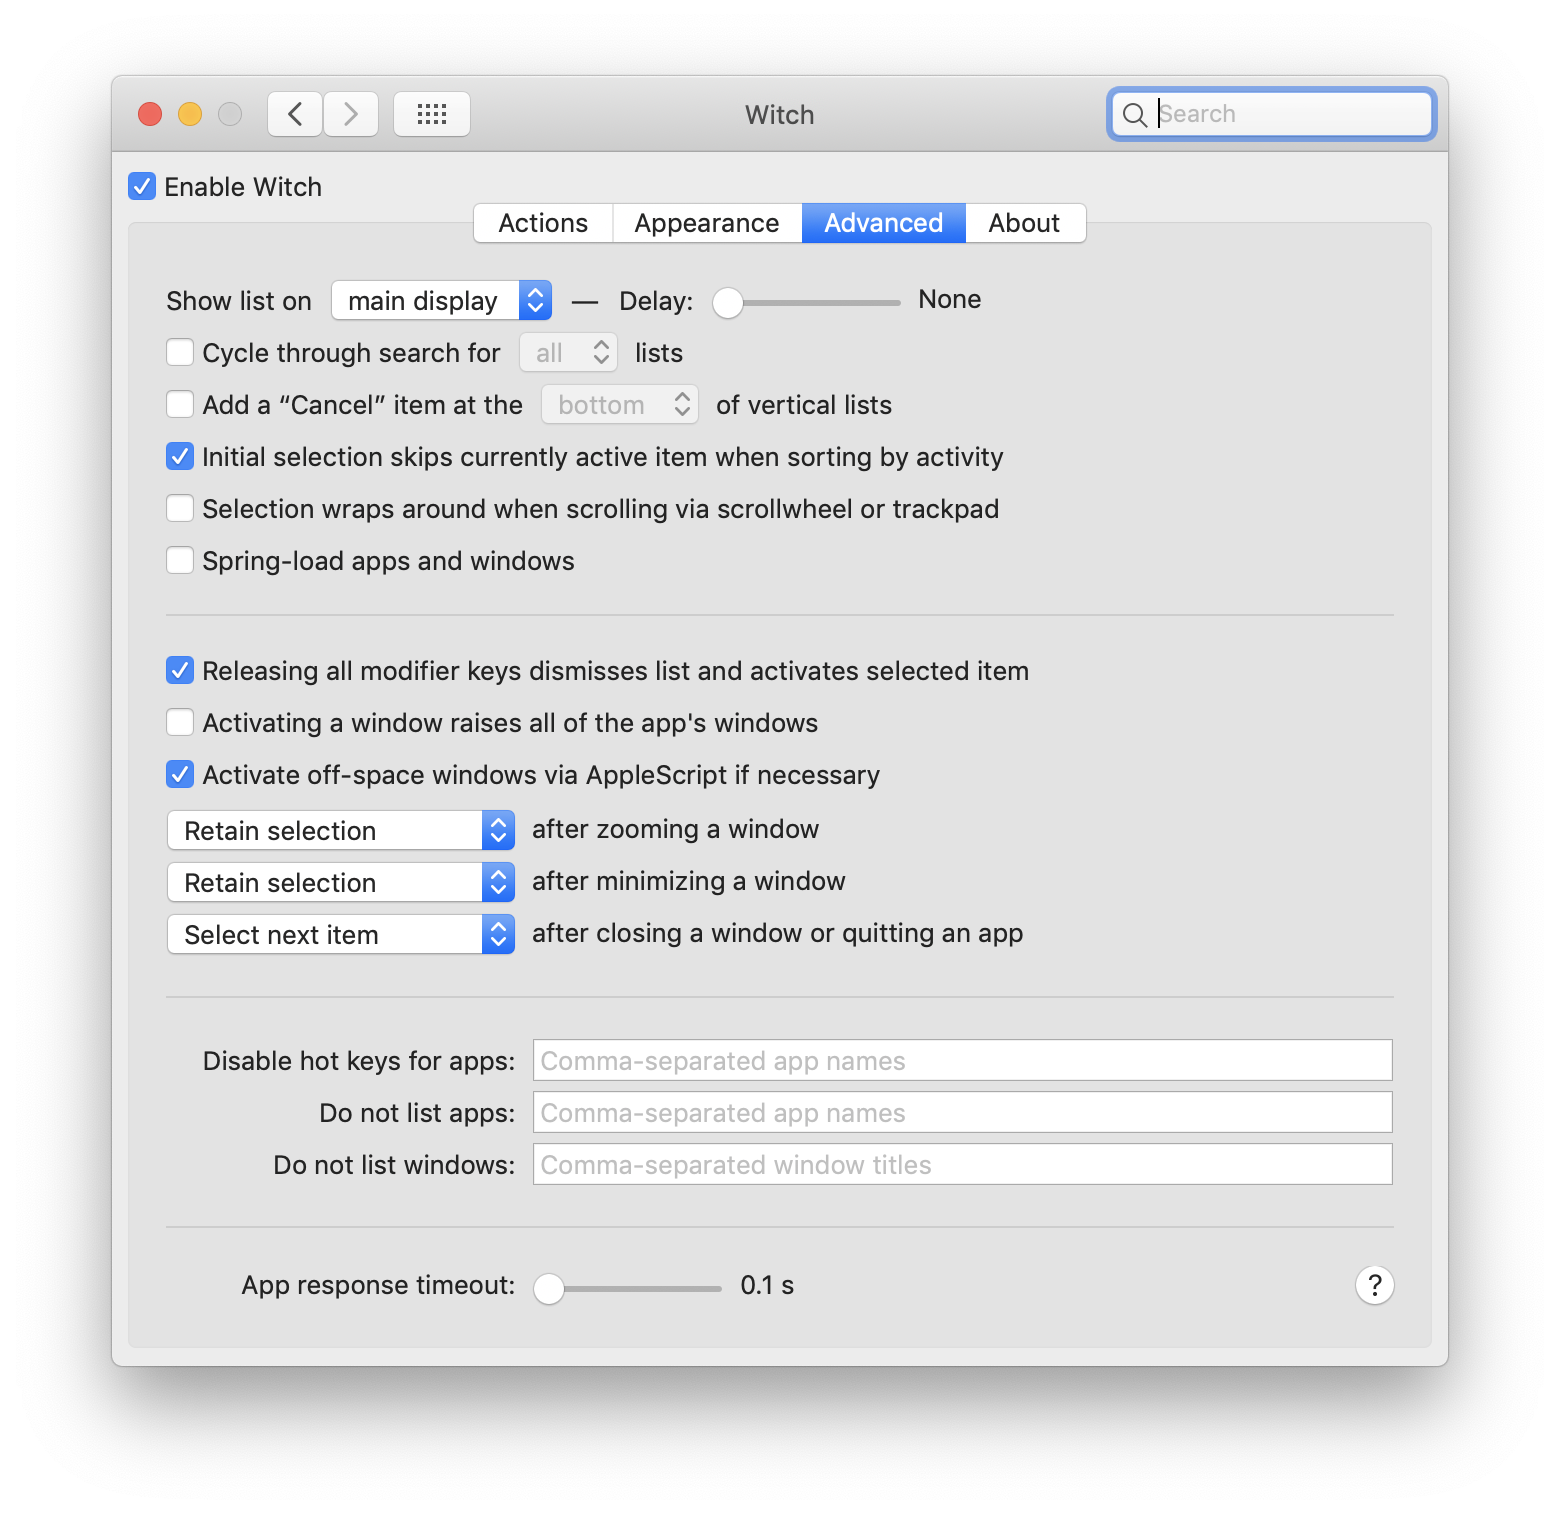 Witch
Search
Enable Witch
Actions Appearance Advanced About
Show list on main display — Delay: None
Cycle through search for all lists
Add a “Cancel” item at the bottom of vertical lists
Initial selection skips currently active item when sorting by activity
Selection wraps around when scrolling via scrollwheel or trackpad
Spring-load apps and windows
Releasing all modifier keys dismisses list and activates selected item
Activating a window raises all of the app's windows
Activate off-space windows via AppleScript if necessary
Retain selection after zooming a window
Retain selection after minimizing a window
Select next item after closing a window or quitting an app
Disable hot keys for apps: Comma-separated app names
Do not list apps: Comma-separated app names
Do not list windows: Comma-separated window titles
App response timeout: 0.1 s ?